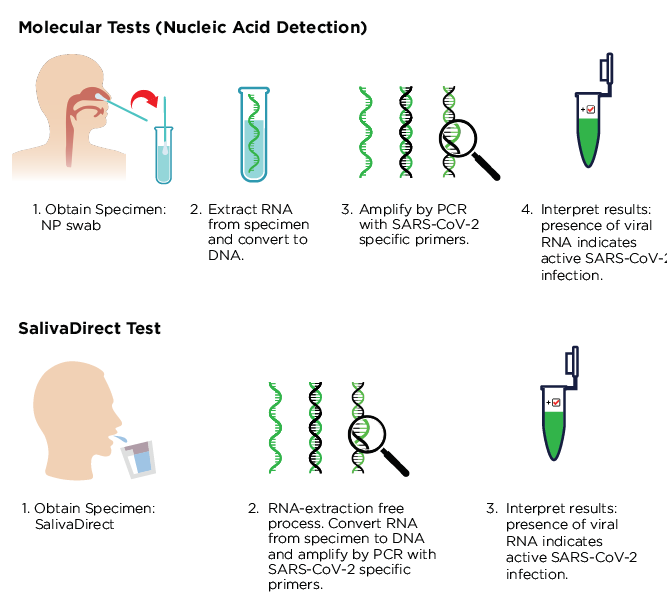 Molecular Tests (Nucleic Acid Detection)
1. Obtain Specimen:
NP swab
2. Extract RNA
from specimen
and convert to
DNA.
3. Amplify by PCR
with SARS-CoV-2
specific primers.
4. Interpret results:
presence of viral
RNA indicates
active SARS-CoV-2
infection.
SalivaDirect Test
1. Obtain Specimen:
SalivaDirect
2. RNA-extraction free
process. Convert RNA
from specimen to DNA
and amplify by PCR with
SARS-CoV-2 specific
primers.
3. Interpret results:
presence of viral
RNA indicates
active SARS-CoV-2
infection.